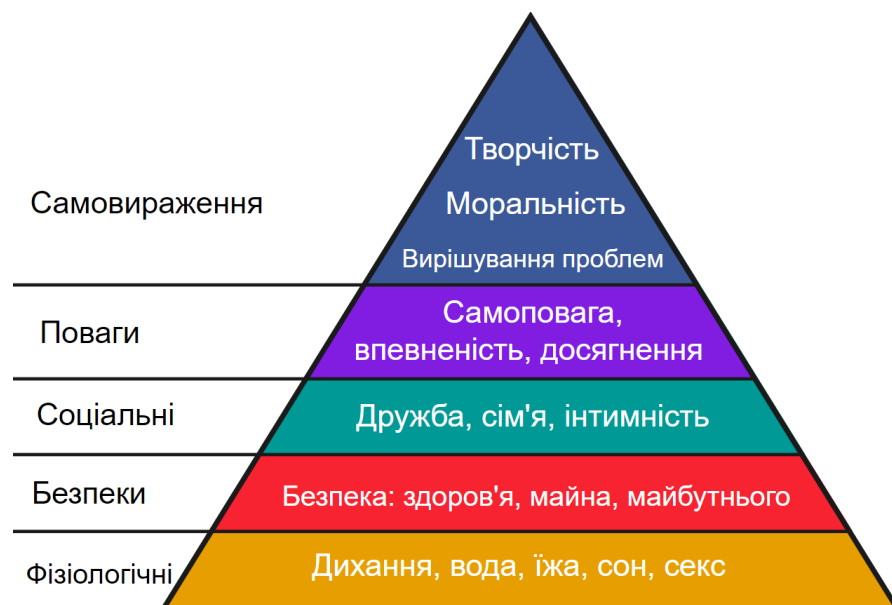 Творчість
Моральність
Самовираження
Вирішування проблем
Поваги
Самоповага,
впевненість, досягнення
Соціальні
Дружба, сім'я, інтимність
Безпеки
Безпека: здоров'я, майна, майбутнього
Фізіологічні
Дихання, вода, їжа, сон, секс